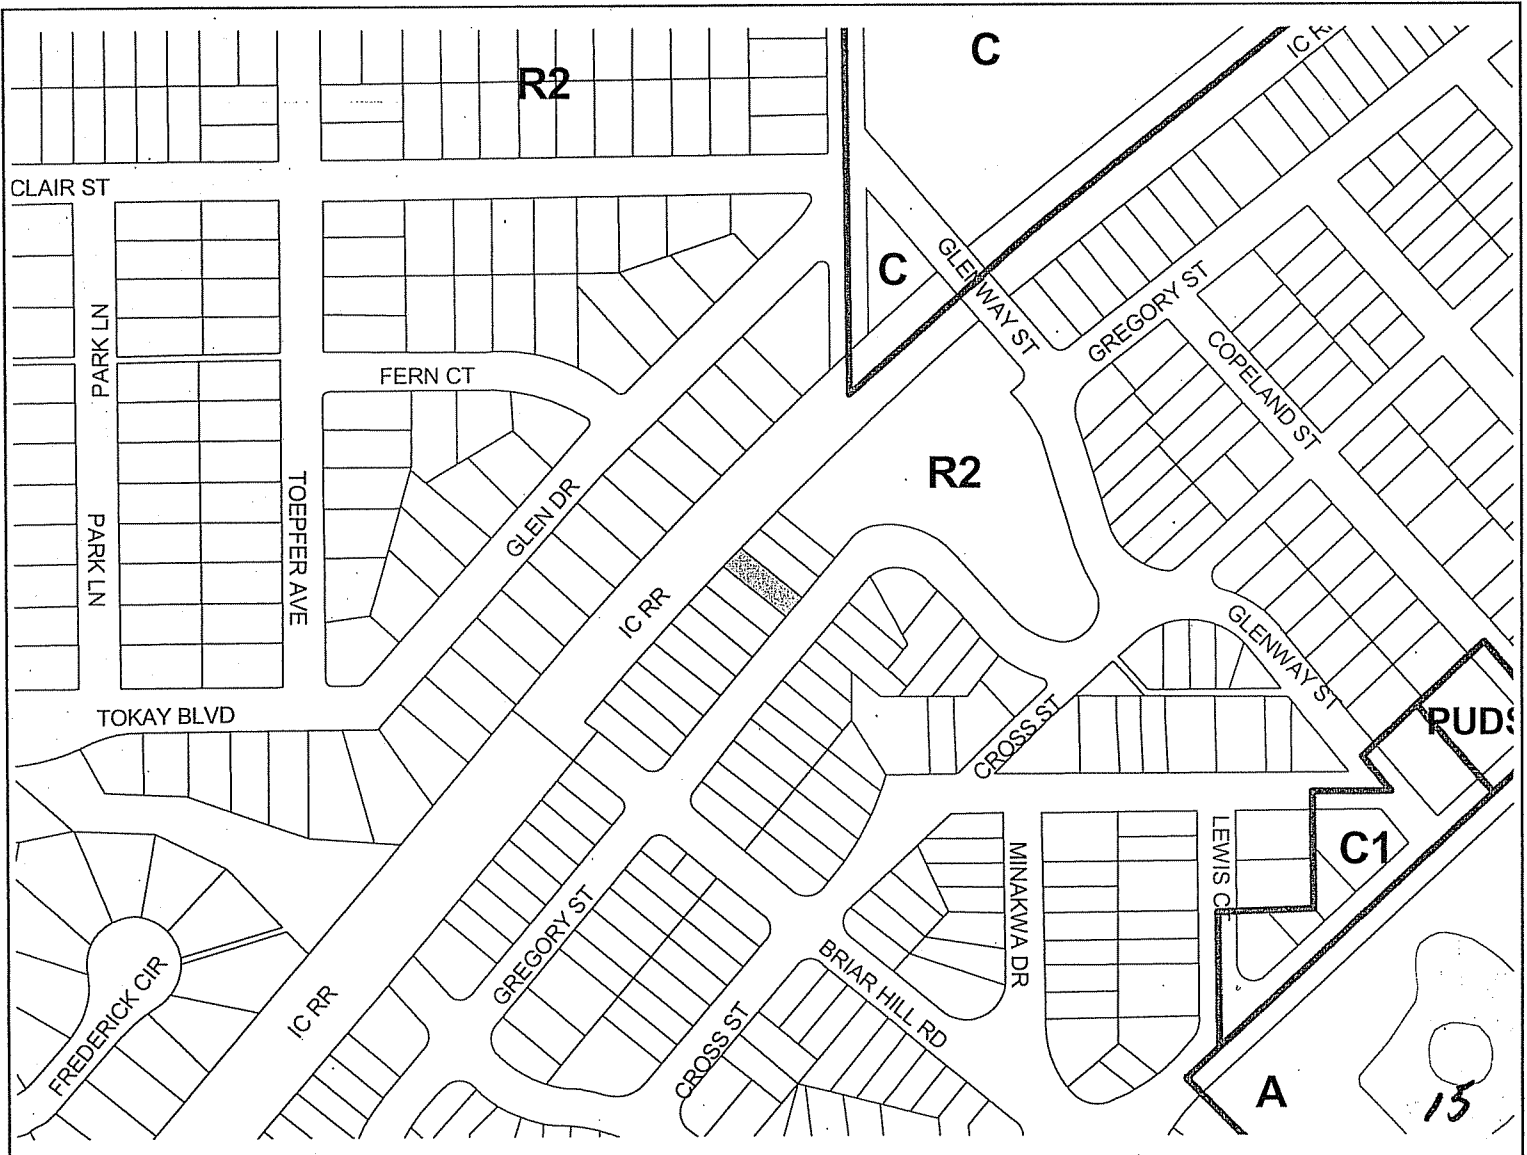 C
IC R
R2
CLAIR ST
GLENWAY ST
C
GREGORY ST
PARK LN
COPELAND ST
FERN CT
R2
TOEPFER AVE
GLEN DR
PARK LN
IC RR
GLENWAY ST
TOKAY BLVD
CROSS ST
PUDS
LEWIS C
MINAKWA DR
C1
GREGORY ST
BRIAR HILL RD
FREDERICK CIR
IC RR
CROSS ST
A
15